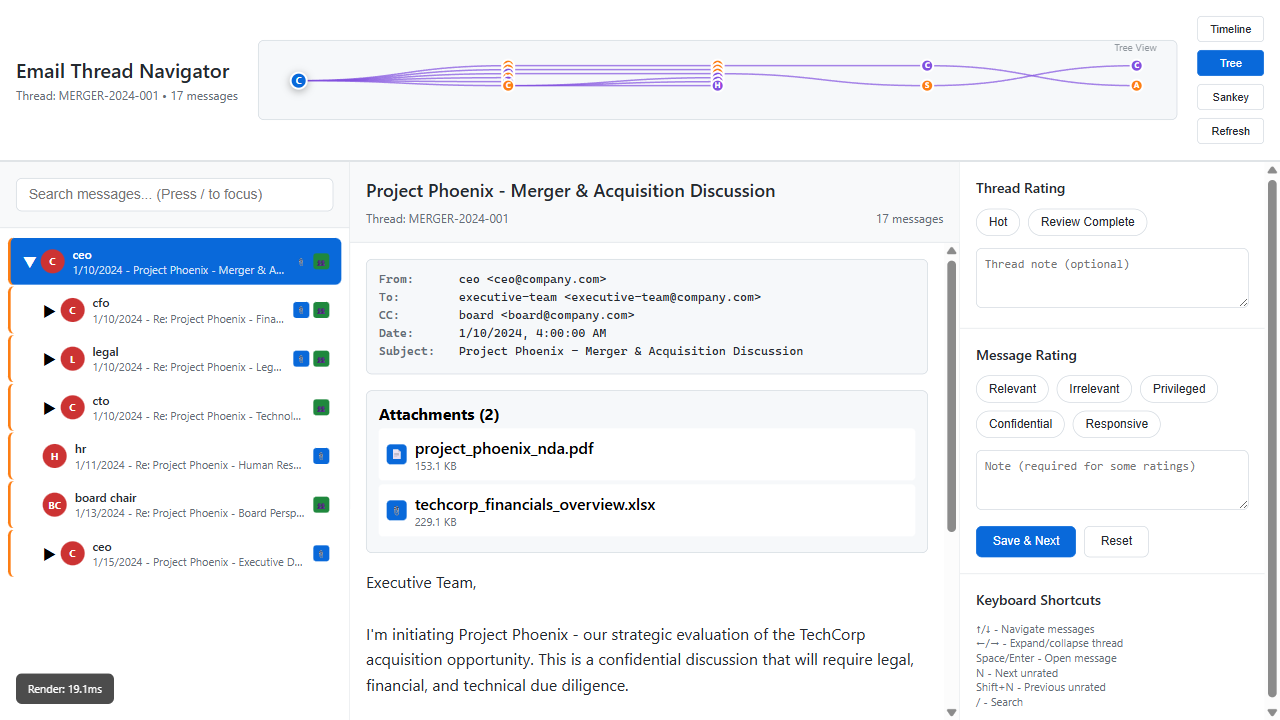 Email Thread Navigator
Thread: MERGER-2024-001 • 17 messages
Tree View
C
C
H
C
S
C
A
Timeline
Tree
Sankey
Refresh
Search messages... (Press / to focus)
C
ceo
1/10/2024 - Project Phoenix - Merger & A...
C
cfo
1/10/2024 - Re: Project Phoenix - Fina...
L
legal
1/10/2024 - Re: Project Phoenix - Leg...
C
cto
1/10/2024 - Re: Project Phoenix - Technol...
H
hr
1/11/2024 - Re: Project Phoenix - Human Res...
BC
board chair
1/13/2024 - Re: Project Phoenix - Board Persp...
C
ceo
1/15/2024 - Project Phoenix - Executive D...
Render: 19.1ms
Project Phoenix - Merger & Acquisition Discussion
Thread: MERGER-2024-001
17 messages
From: ceo <ceo@company.com>
To: executive-team <executive-team@company.com>
CC: board <board@company.com>
Date: 1/10/2024, 4:00:00 AM
Subject: Project Phoenix - Merger & Acquisition Discussion
Attachments (2)
project_phoenix_nda.pdf
153.1 KB
techcorp_financials_overview.xlsx
229.1 KB
Executive Team,
I'm initiating Project Phoenix - our strategic evaluation of the TechCorp
acquisition opportunity. This is a confidential discussion that will require legal,
financial, and technical due diligence.
Thread Rating
Hot
Review Complete
Thread note (optional)
Message Rating
Relevant
Irrelevant
Privileged
Confidential
Responsive
Note (required for some ratings)
Save & Next
Reset
Keyboard Shortcuts
↑/↓ - Navigate messages
←/→ - Expand/collapse thread
Space/Enter - Open message
N - Next unrated
Shift+N - Previous unrated
/ - Search